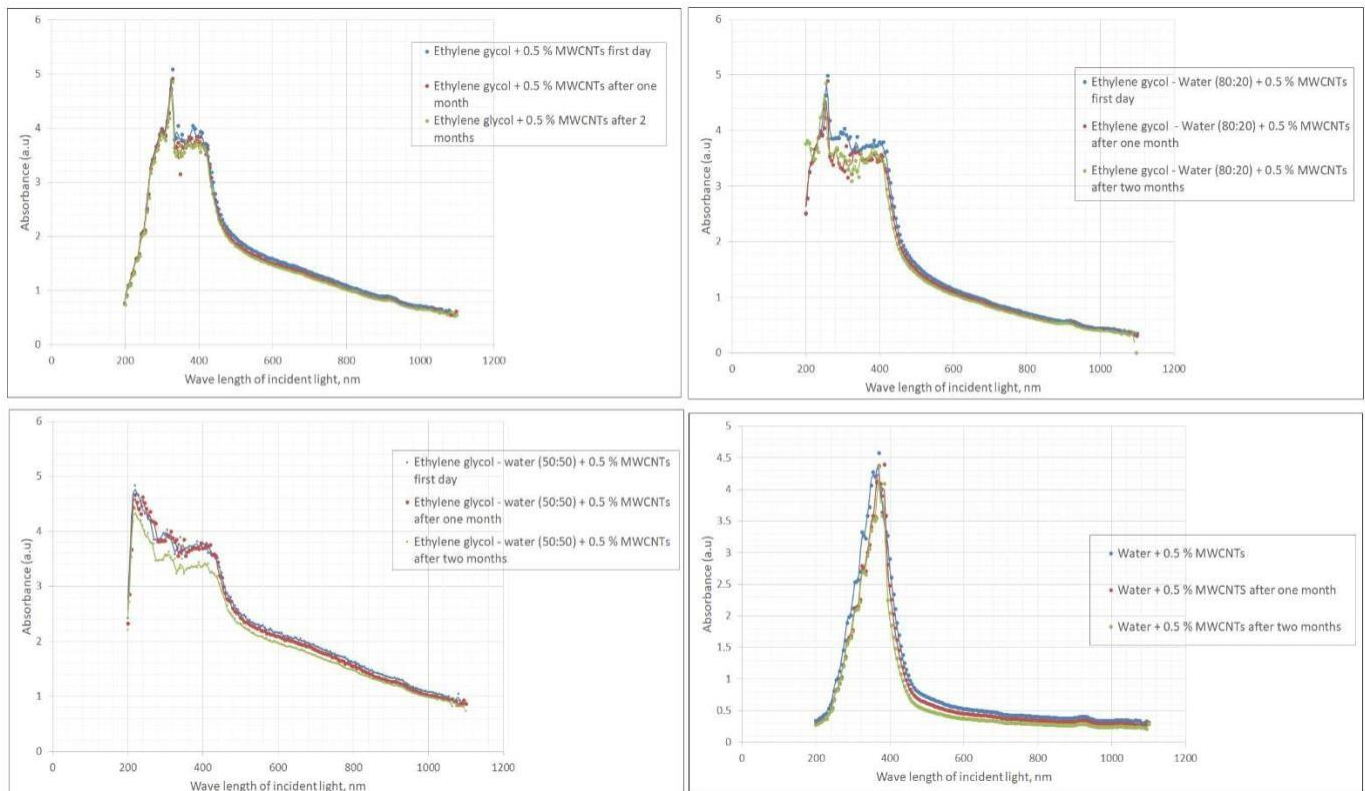 6
5
4
3
2
1
0
0 200 400 600 800 1000 1200
Absorbance (a.u)
Wave length of incident light, nm
Ethylene gycol + 0.5 % MWCNTs first day
Ethylene gycol + 0.5 % MWCNTs after one
month
Ethylene glycol + 0.5 % MWCNTs after 2
months
6
5
4
3
2
1
0
0 200 400 600 800 1000 1200
Absorbance (a.u)
Wave length of incident light, nm
Ethylene gycol - Water (80:20) + 0.5 % MWCNTs
first day
Ethylene gycol - Water (80:20) + 0.5 % MWCNTs
after one month
Ethylene gycol - Water (80:20) + 0.5 % MWCNTs
after two months
6
5
4
3
2
1
0
0 200 400 600 800 1000 1200
Absorbance (a.u)
Wave length of incident light, nm
Ethylene glycol - water (50:50) + 0.5 % MWCNTs
first day
Ethylene glycol - water (50:50) + 0.5 % MWCNTs
after one month
Ethylene glycol - water (50:50) + 0.5 % MWCNTs
after two months
5
4.5
4
3.5
3
2.5
2
1.5
1
0.5
0
0 200 400 600 800 1000 1200
Absorbance (a.u)
Wave length of incident light, nm
Water + 0.5 % MWCNTs
Water + 0.5 % MWCNTS after one month
Water + 0.5 % MWCNTs after two months